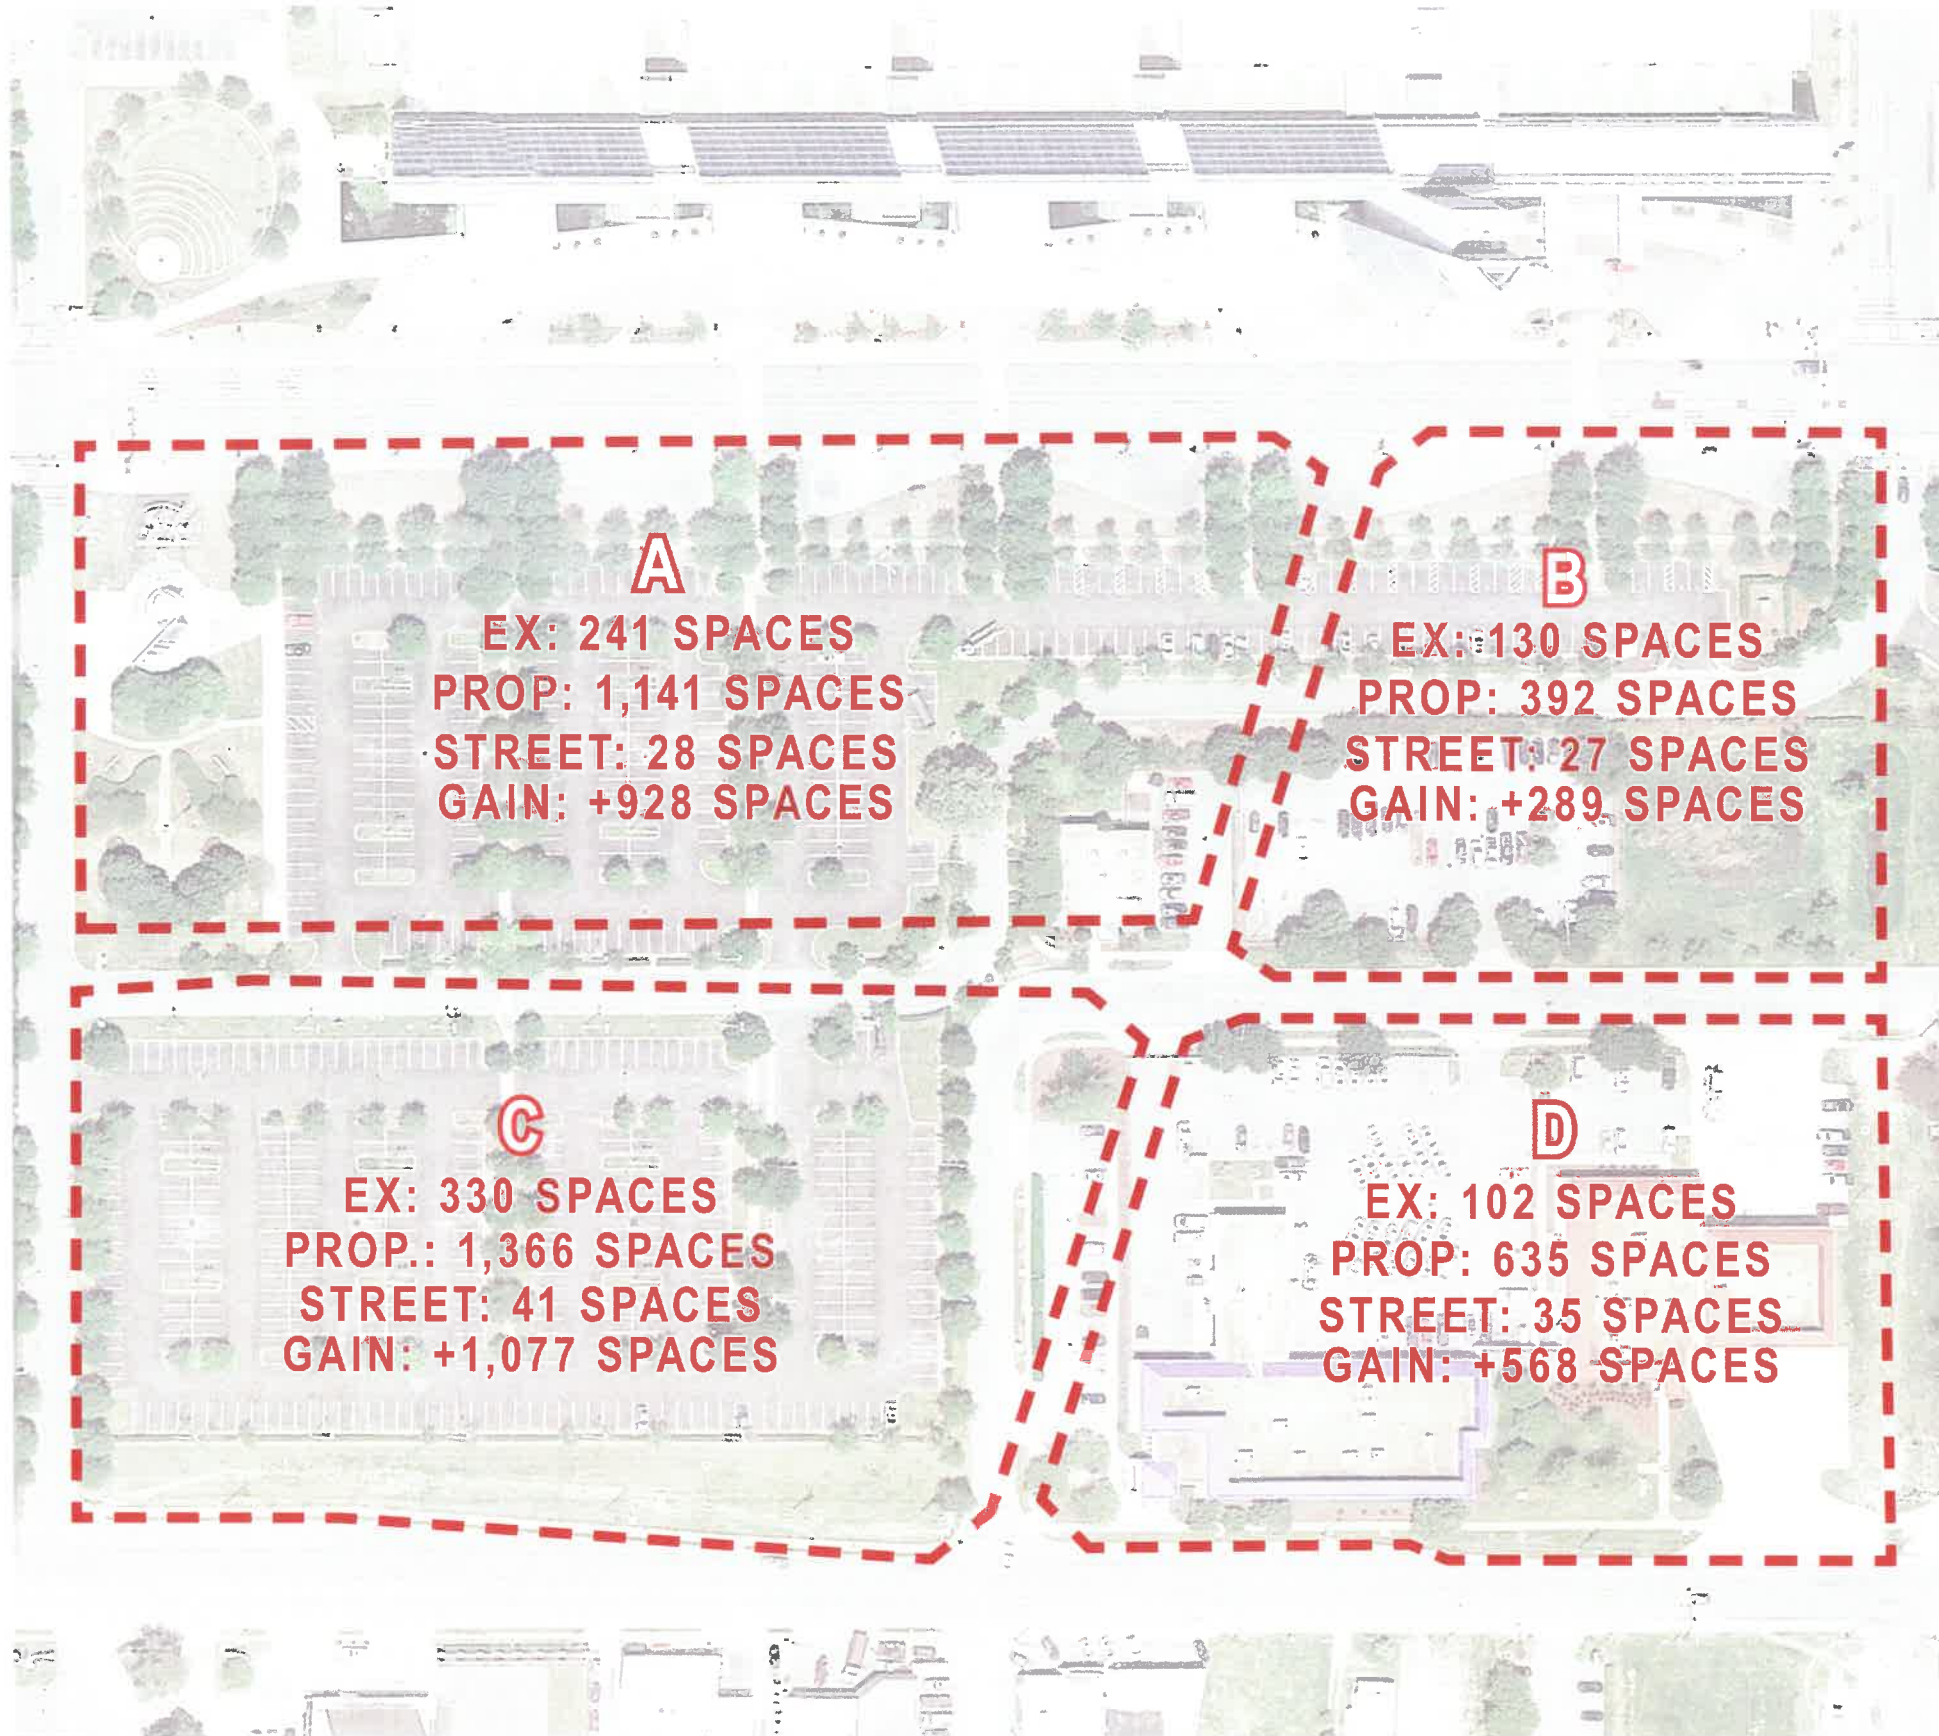 A
EX: 241 SPACES
PROP: 1,141 SPACES
STREET: 28 SPACES
GAIN: +928 SPACES
B
EX: 130 SPACES
PROP: 392 SPACES
STREET: 27 SPACES
GAIN: +289 SPACES
C
EX: 330 SPACES
PROP.: 1,366 SPACES
STREET: 41 SPACES
GAIN: +1,077 SPACES
D
EX: 102 SPACES
PROP: 635 SPACES
STREET: 35 SPACES
GAIN: +568 SPACES